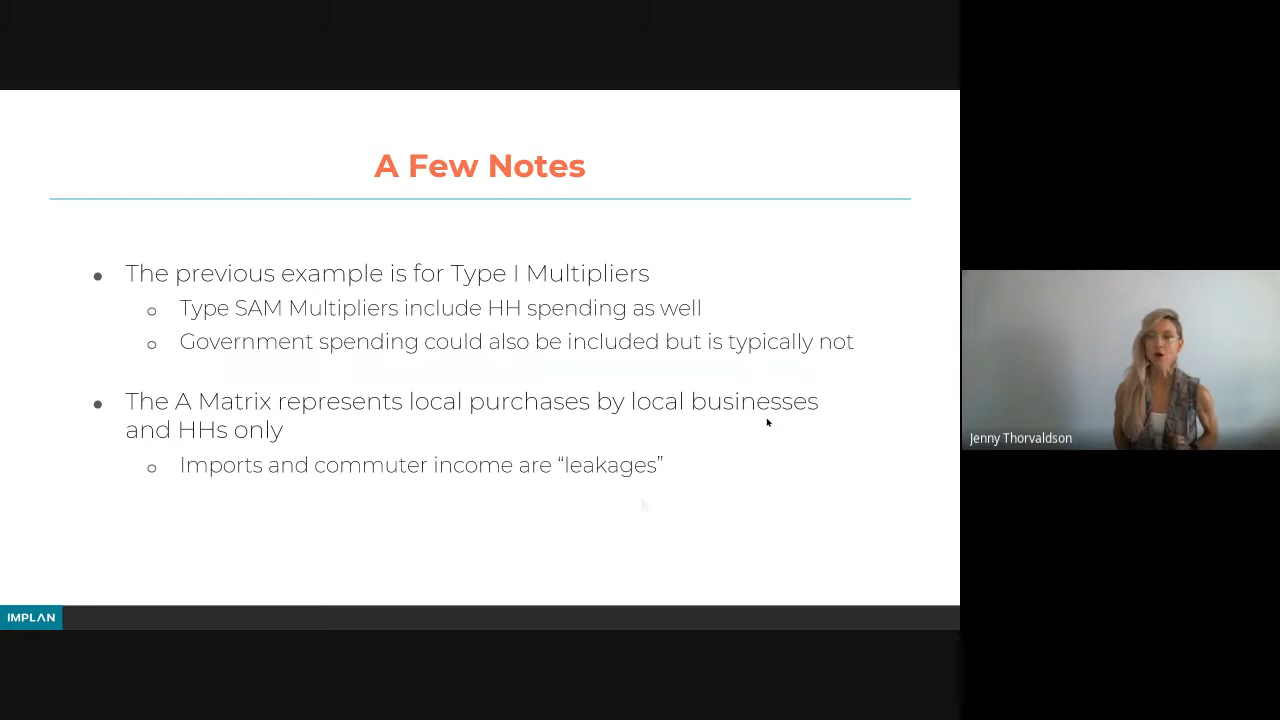 A Few Notes
● The previous example is for Type I Multipliers
○ Type SAM Multipliers include HH spending as well
○ Government spending could also be included but is typically not
● The A Matrix represents local purchases by local businesses
and HHs only
○ Imports and commuter income are “leakages”
Jenny Thorvaldson
IMPLAN